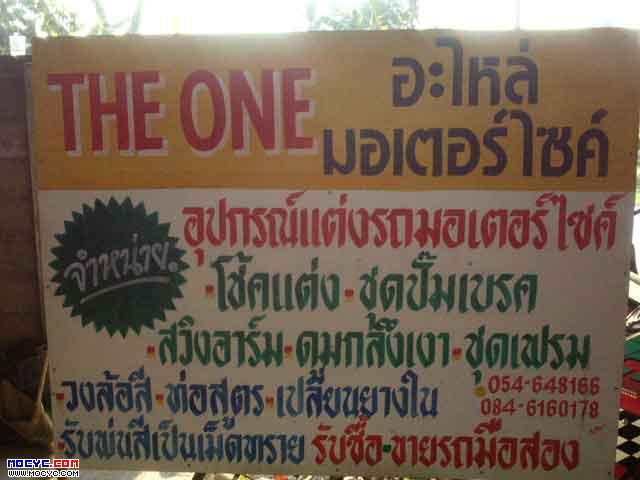 THE ONE อะไหล่
มอเตอร์ไซค์
จำหน่าย.
อุปกรณ์แต่งรถมอเตอร์ไซค์
•โช้คแต่ง•ชุดปั๊มเบรค
•สวิงอาร์ม•ดุมกลึงเงา•ชุดเฟรม
•วงล้อสี•ท่อสูตร•เปลี่ยนยางใน
054-648166
084-6160178
•รับพ่นสีเป็นเม็ดทราย รับซื้อ-ขายรถมือสอง
MOCYC.COM
WWW.MOCYC.COM